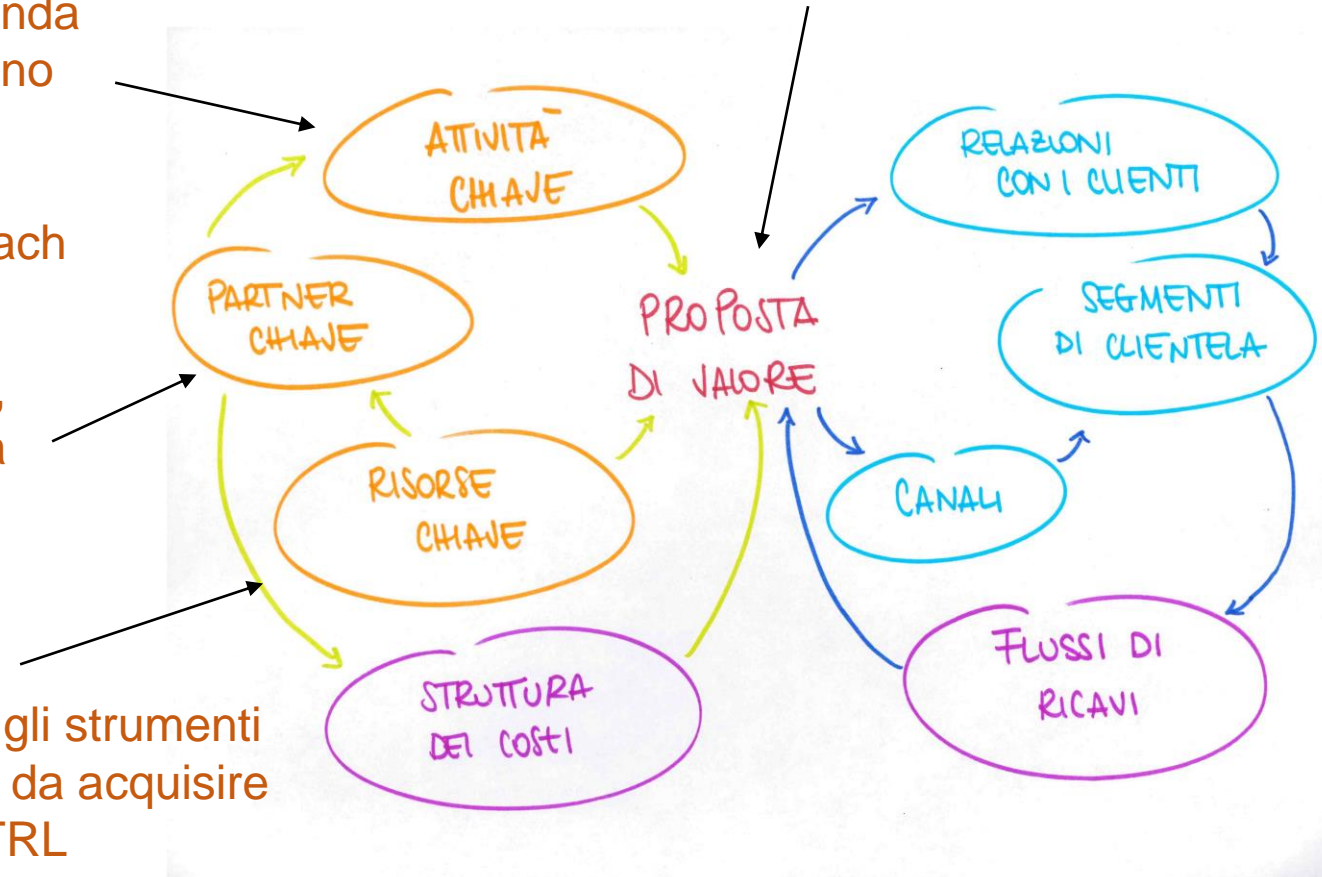 nda
no
ach
,
a
gli strumenti
da acquisire
TRL
ATTIVITÀ
CHIAVE
PARTNER
CHIAVE
RISORSE
CHIAVE
STRUTTURA
DEI COSTI
PROPOSTA
DI VALORE
RELAZIONI
CON I CLIENTI
SEGMENTI
DI CLIENTELA
CANALI
FLUSSI DI
RICAVI